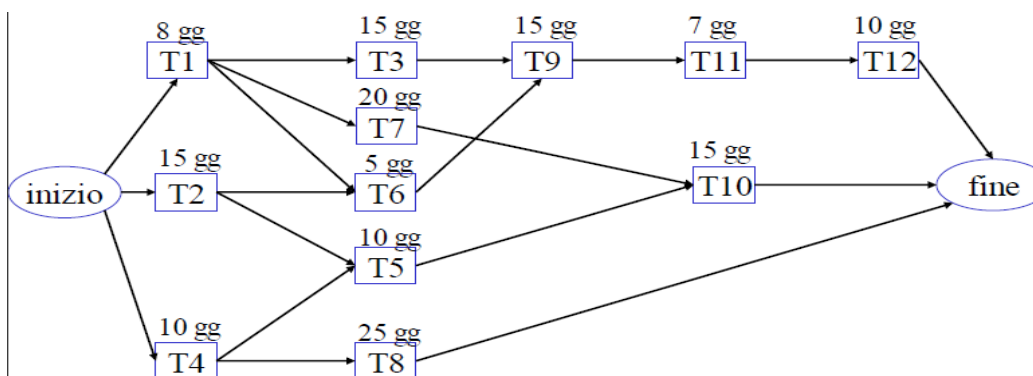 8 gg
T1
15 gg
T3
15 gg
T9
7 gg
T11
10 gg
T12
20 gg
T7
inizio
15 gg
T2
5 gg
T6
15 gg
T10
fine
10 gg
T5
10 gg
T4
25 gg
T8